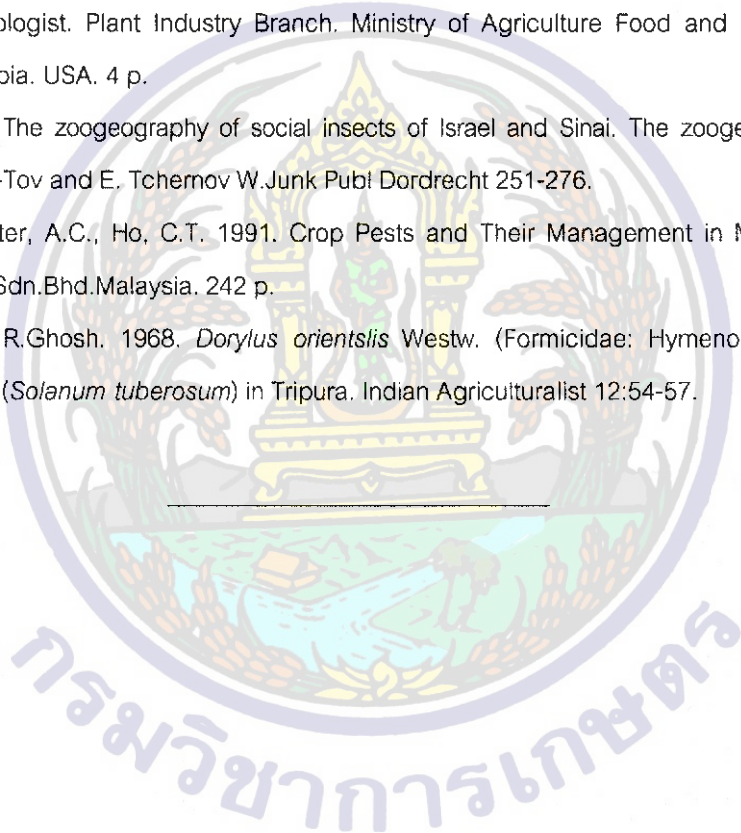 ologist. Plant Industry Branch. Ministry of Agriculture Food and
bia. USA. 4 p.
The zoogeography of social insects of Israel and Sinai. The zooge
-Tov and E. Tchernov W.Junk Publ Dordrecht 251-276.
ter, A.C., Ho, C.T. 1991. Crop Pests and Their Management in M
Sdn.Bhd.Malaysia. 242 p.
R.Ghosh. 1968. Dorylus orientslis Westw. (Formicidae: Hymeno
(Solanum tuberosum) in Tripura. Indian Agriculturalist 12:54-57.
กรมวิชาการเกษตร